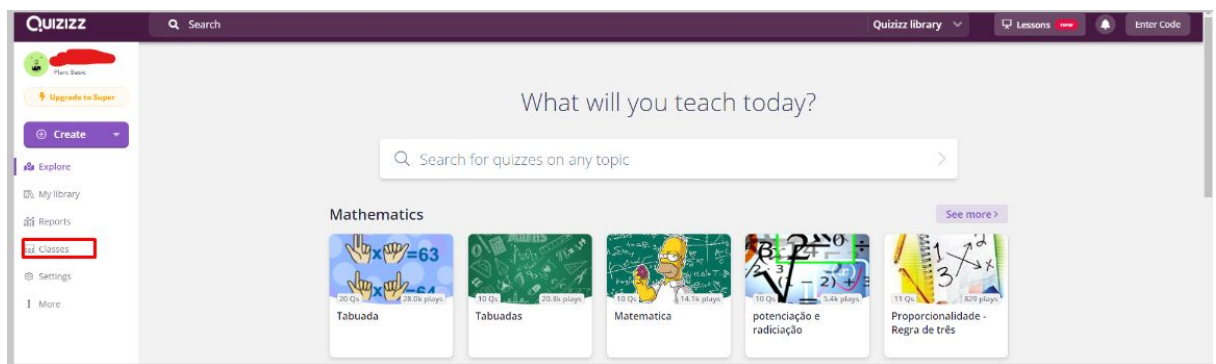 QUIZIZZ
Search
Quizizz library
Lessons new
Enter Code
Plan: Basic
Upgrade to Super
Create
Explore
My library
Reports
Classes
Settings
More
What will you teach today?
Search for quizzes on any topic
Mathematics
See more >
=63
20 Qs 28.0k plays
Tabuada
MATHS
10 Qs 20.3k plays
Tabuadas
10 Qs 14.1k plays
Matematica
10 Qs 5.4k plays
potenciação e
radiciação
11 Qs 829 plays
Proporcionalidade -
Regra de três